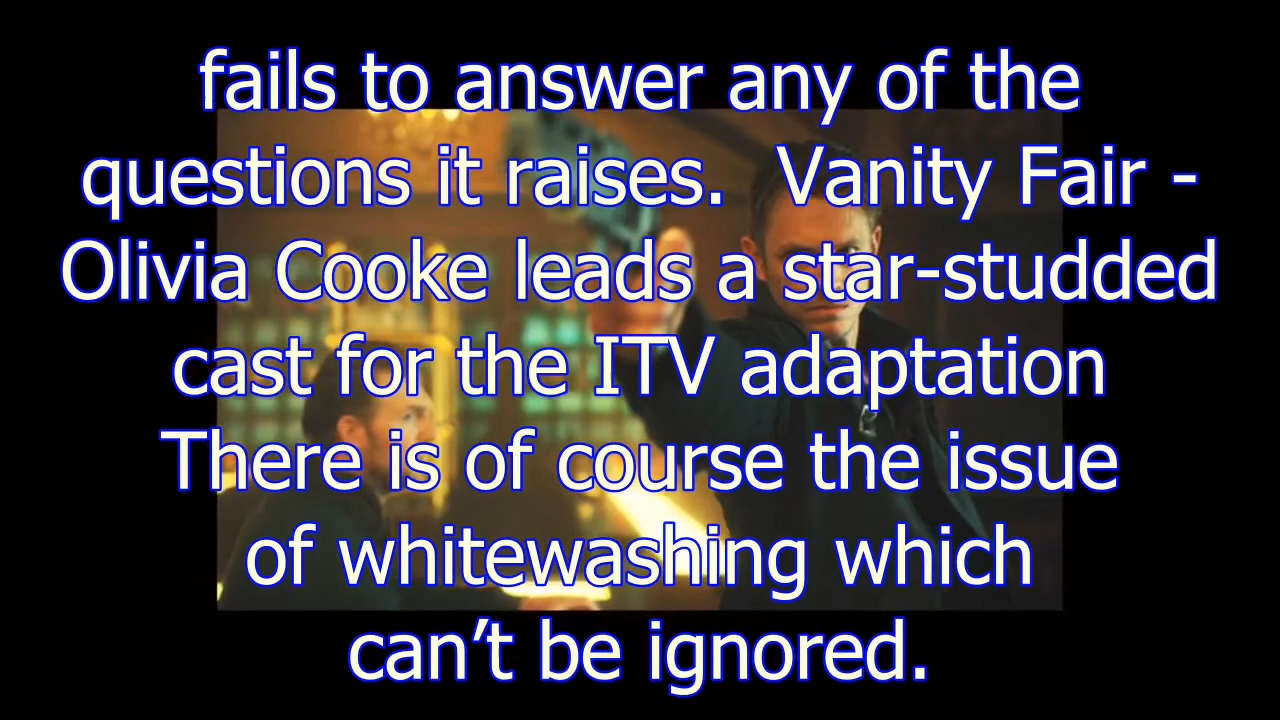 fails to answer any of the
questions it raises.  Vanity Fair -
Olivia Cooke leads a star-studded
cast for the ITV adaptation
There is of course the issue
of whitewashing which
can’t be ignored.